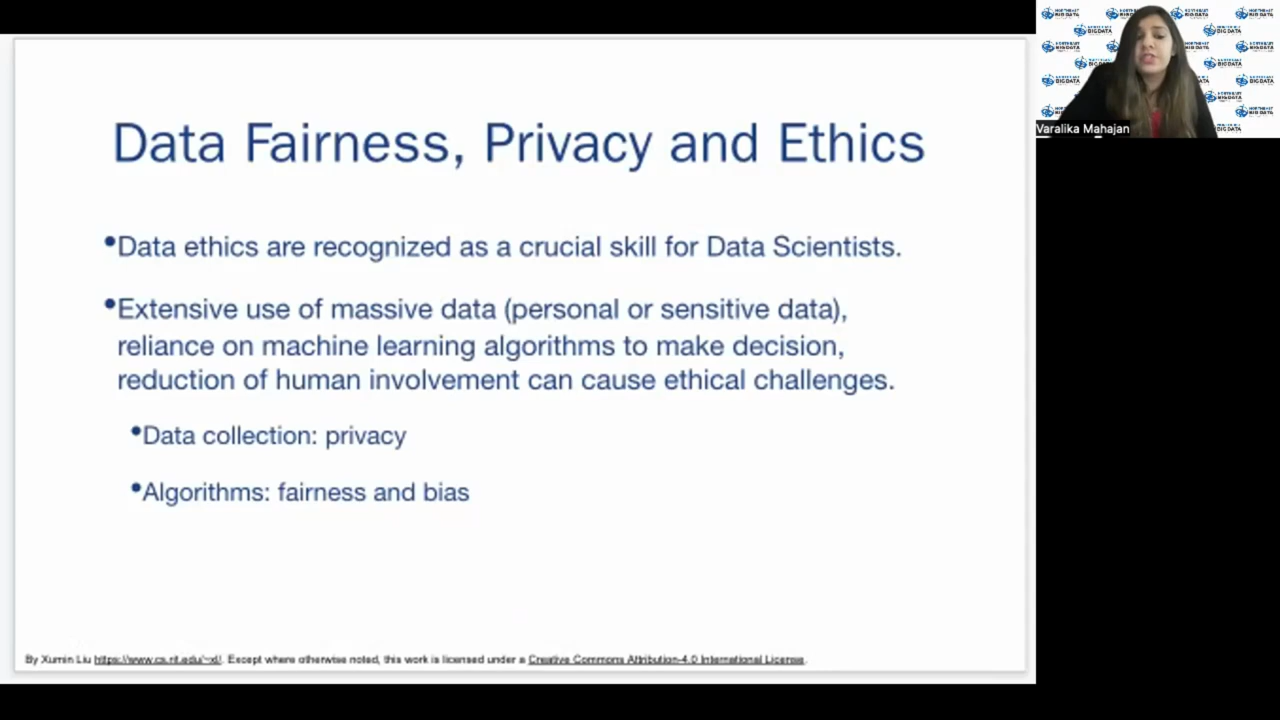 Data Fairness, Privacy and Ethics
•Data ethics are recognized as a crucial skill for Data Scientists.
•Extensive use of massive data (personal or sensitive data),
reliance on machine learning algorithms to make decision,
reduction of human involvement can cause ethical challenges.
•Data collection: privacy
•Algorithms: fairness and bias
By Xumin Liu https://www.cs.rit.edu/~xl/. Except where otherwise noted, this work is licensed under a Creative Commons Attribution-4.0 International License.
NORTHEAST
BIG DATA
Varalika Mahajan